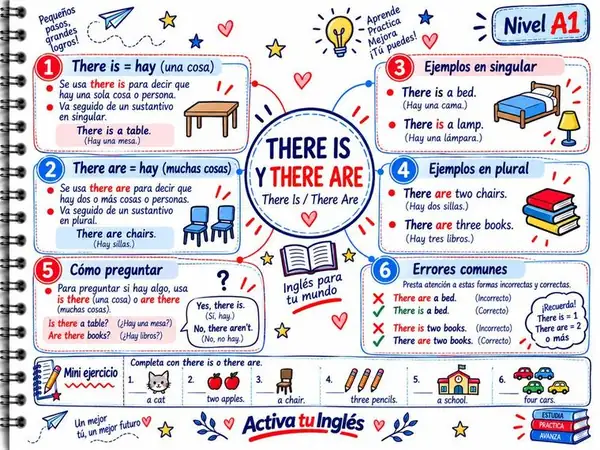 Pequeños
pasos,
grandes
logros!
Aprende
Practica
Mejora
¡Tú puedes!
Nivel A1
1 There is = hay (una cosa)
Se usa there is para decir que
hay una sola cosa o persona.
Va seguido de un sustantivo
en singular.
There is a table.
(Hay una mesa.)
2 There are = hay (muchas cosas)
Se usa there are para decir que
hay dos o más cosas o personas.
Va seguido de un sustantivo
en plural.
There are chairs.
(Hay sillas.)
THERE IS
Y THERE ARE
There Is / There Are
Inglés para
tu mundo
3 Ejemplos en singular
There is a bed.
(Hay una cama.)
There is a lamp.
(Hay una lámpara.)
4 Ejemplos en plural
There are two chairs.
(Hay dos sillas.)
There are three books.
(Hay tres libros.)
5 Cómo preguntar
Para preguntar si hay algo, usa
is there (una cosa) o are there
(muchas cosas).
Is there a table? (¿Hay una mesa?)
Are there books? (¿Hay libros?)
?
Yes, there is.
(Sí, hay.)
No, there aren't.
(No, no hay.)
6 Errores comunes
Presta atención a estas formas incorrectas y correctas.
There are a bed. (Incorrecto)
There is a bed. (Correcto)
There is two books. (Incorrecto)
There are two books. (Correcto)
¡Recuerda!
There is = 1
There are = 2
o más
Mini ejercicio
Completa con there is o there are.
1. ___ a cat
2. ___ two apples.
3. ___ a chair.
4. ___ three pencils.
5. ___ a school.
6. ___ four cars.
Un mejor
tú, un mejor futuro
Activa tu Inglés
ESTUDIA
PRACTICA
AVANZA